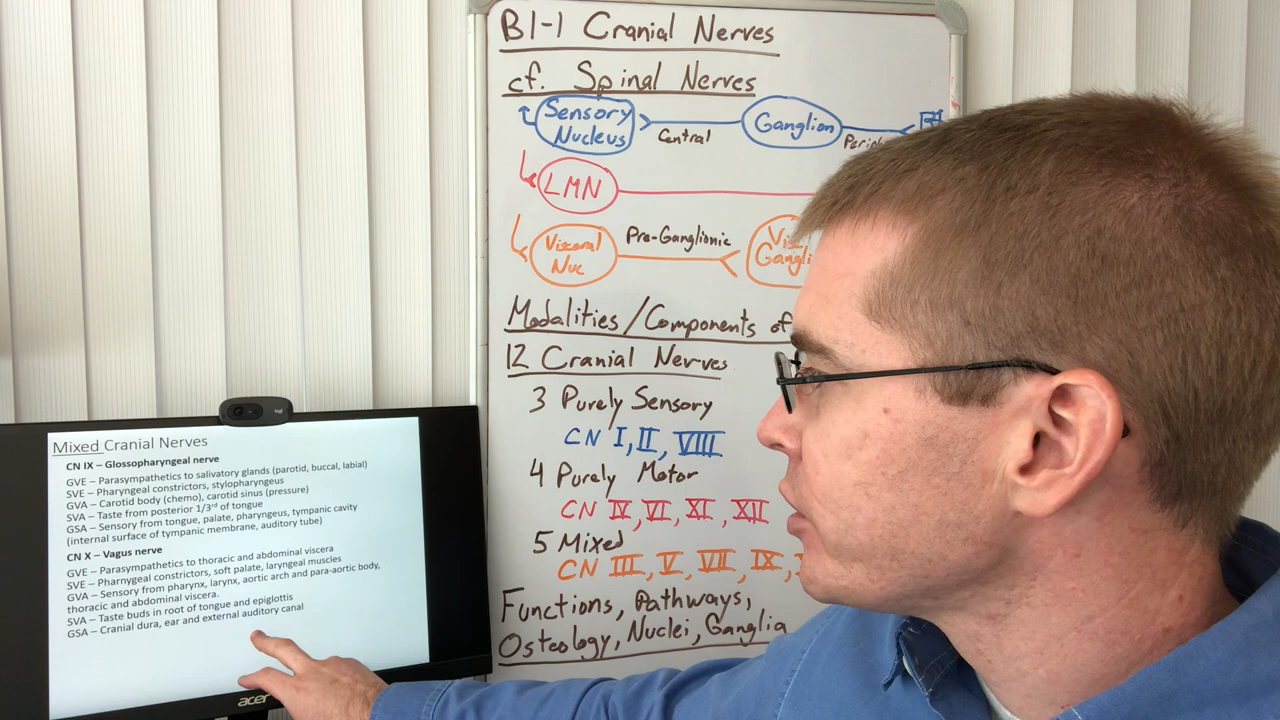 B1-1 Cranial Nerves
cf. Spinal Nerves
Sensory Nucleus
Central
Ganglion
LMN
Visceral Nuc
Pre-Ganglionic
Modalities/Components of
12 Cranial Nerves
3 Purely Sensory
CN I, II, VIII
4 Purely Motor
CN IV, VI, XI, XII
5 Mixed
CN III, V, VII, IX,
Functions, Pathways,
Osteology, Nuclei, Ganglia
Mixed Cranial Nerves
CN IX – Glossopharyngeal nerve
GVE – Parasympathetics to salivatory glands (parotid, buccal, labial)
SVE – Pharyngeal constrictors, stylopharyngeus
GVA – Carotid body (chemo), carotid sinus (pressure)
SVA – Taste from posterior 1/3rd of tongue
GSA – Sensory from tongue, palate, pharyngeus, tympanic cavity
(internal surface of tympanic membrane, auditory tube)
CN X – Vagus nerve
GVE – Parasympathetics to thoracic and abdominal viscera
SVE – Pharnygeal constrictors, soft palate, laryngeal muscles
GVA – Sensory from pharynx, larynx, aortic arch and para-aortic body,
thoracic and abdominal viscera.
SVA – Taste buds in root of tongue and epiglottis
GSA – Cranial dura, ear and external auditory canal
acer
logi